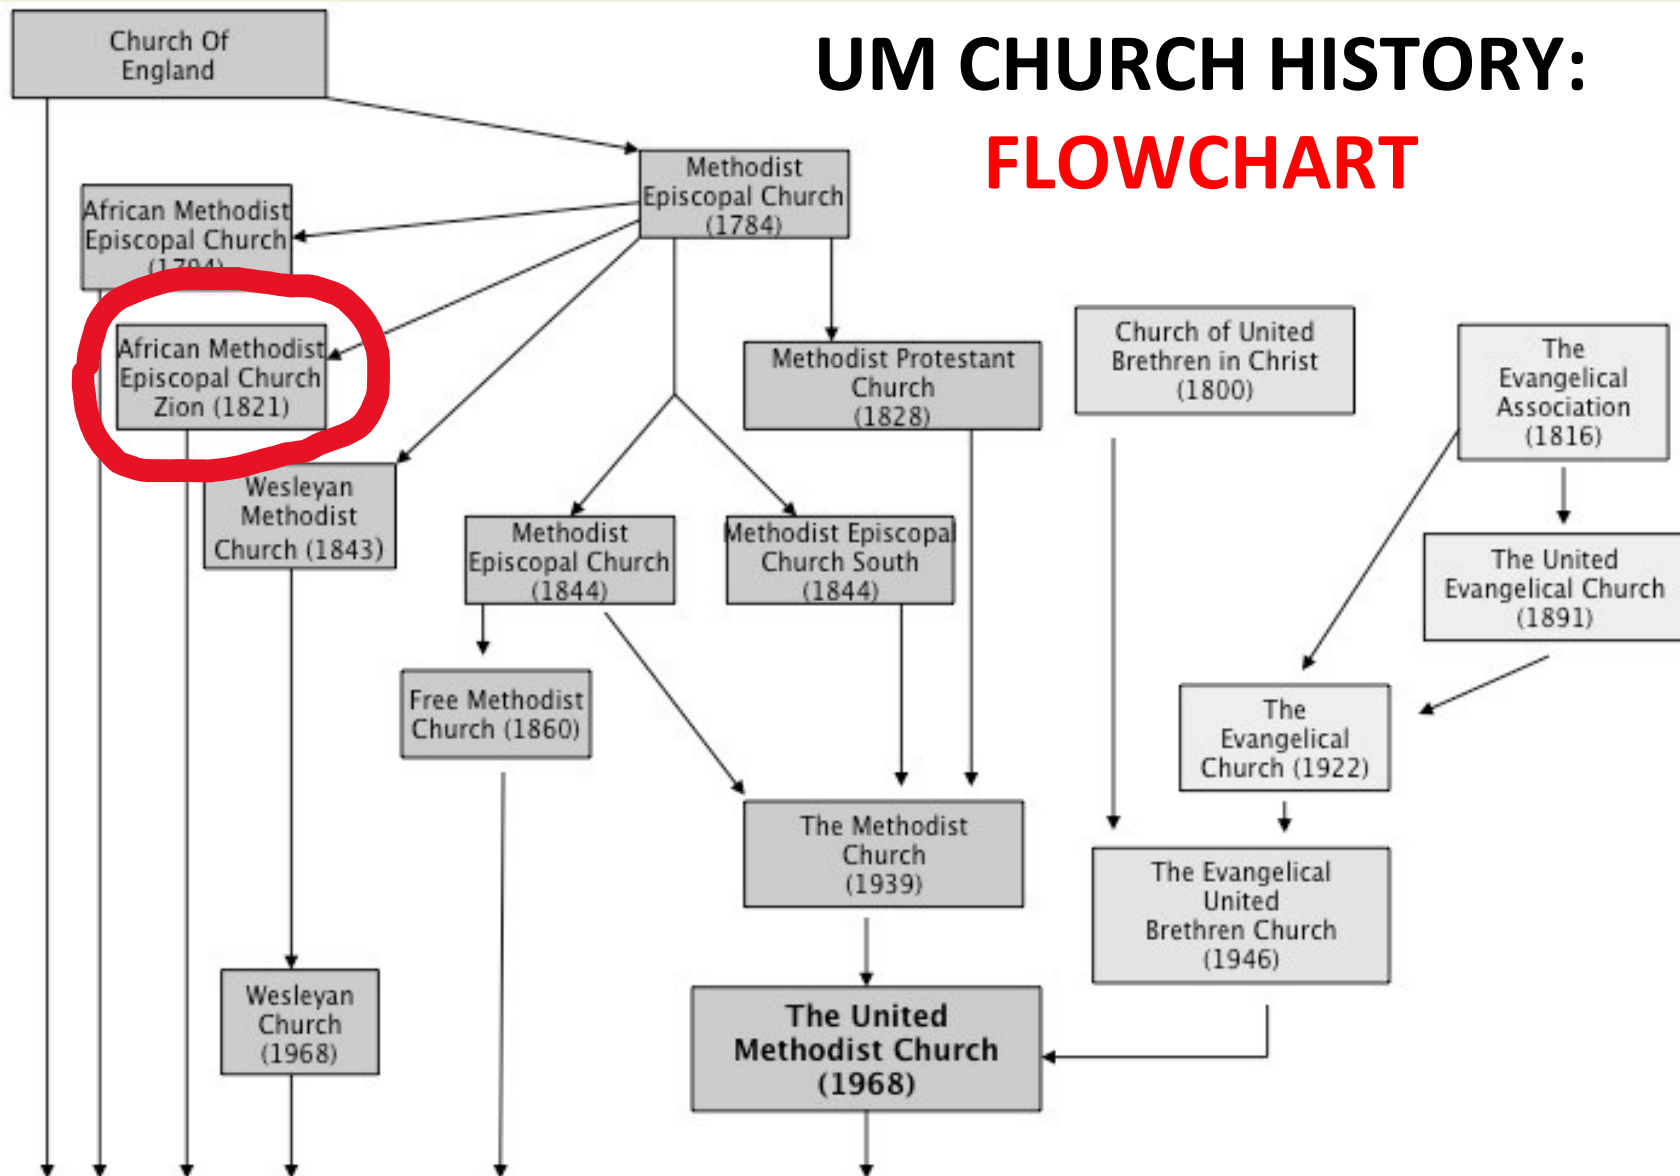 UM CHURCH HISTORY:
FLOWCHART
Church Of
England
Methodist
Episcopal Church
(1784)
African Methodist
Episcopal Church
(1794)
African Methodist
Episcopal Church
Zion (1821)
Wesleyan
Methodist
Church (1843)
Methodist Protestant
Church
(1828)
Church of United
Brethren in Christ
(1800)
The
Evangelical
Association
(1816)
Methodist
Episcopal Church
(1844)
Methodist Episcopal
Church South
(1844)
The United
Evangelical Church
(1891)
Free Methodist
Church (1860)
The
Evangelical
Church (1922)
The Methodist
Church
(1939)
The Evangelical
United
Brethren Church
(1946)
Wesleyan
Church
(1968)
The United
Methodist Church
(1968)